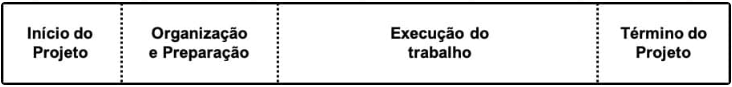 Início do
Projeto
Organização
e Preparação
Execução do
trabalho
Término do
Projeto